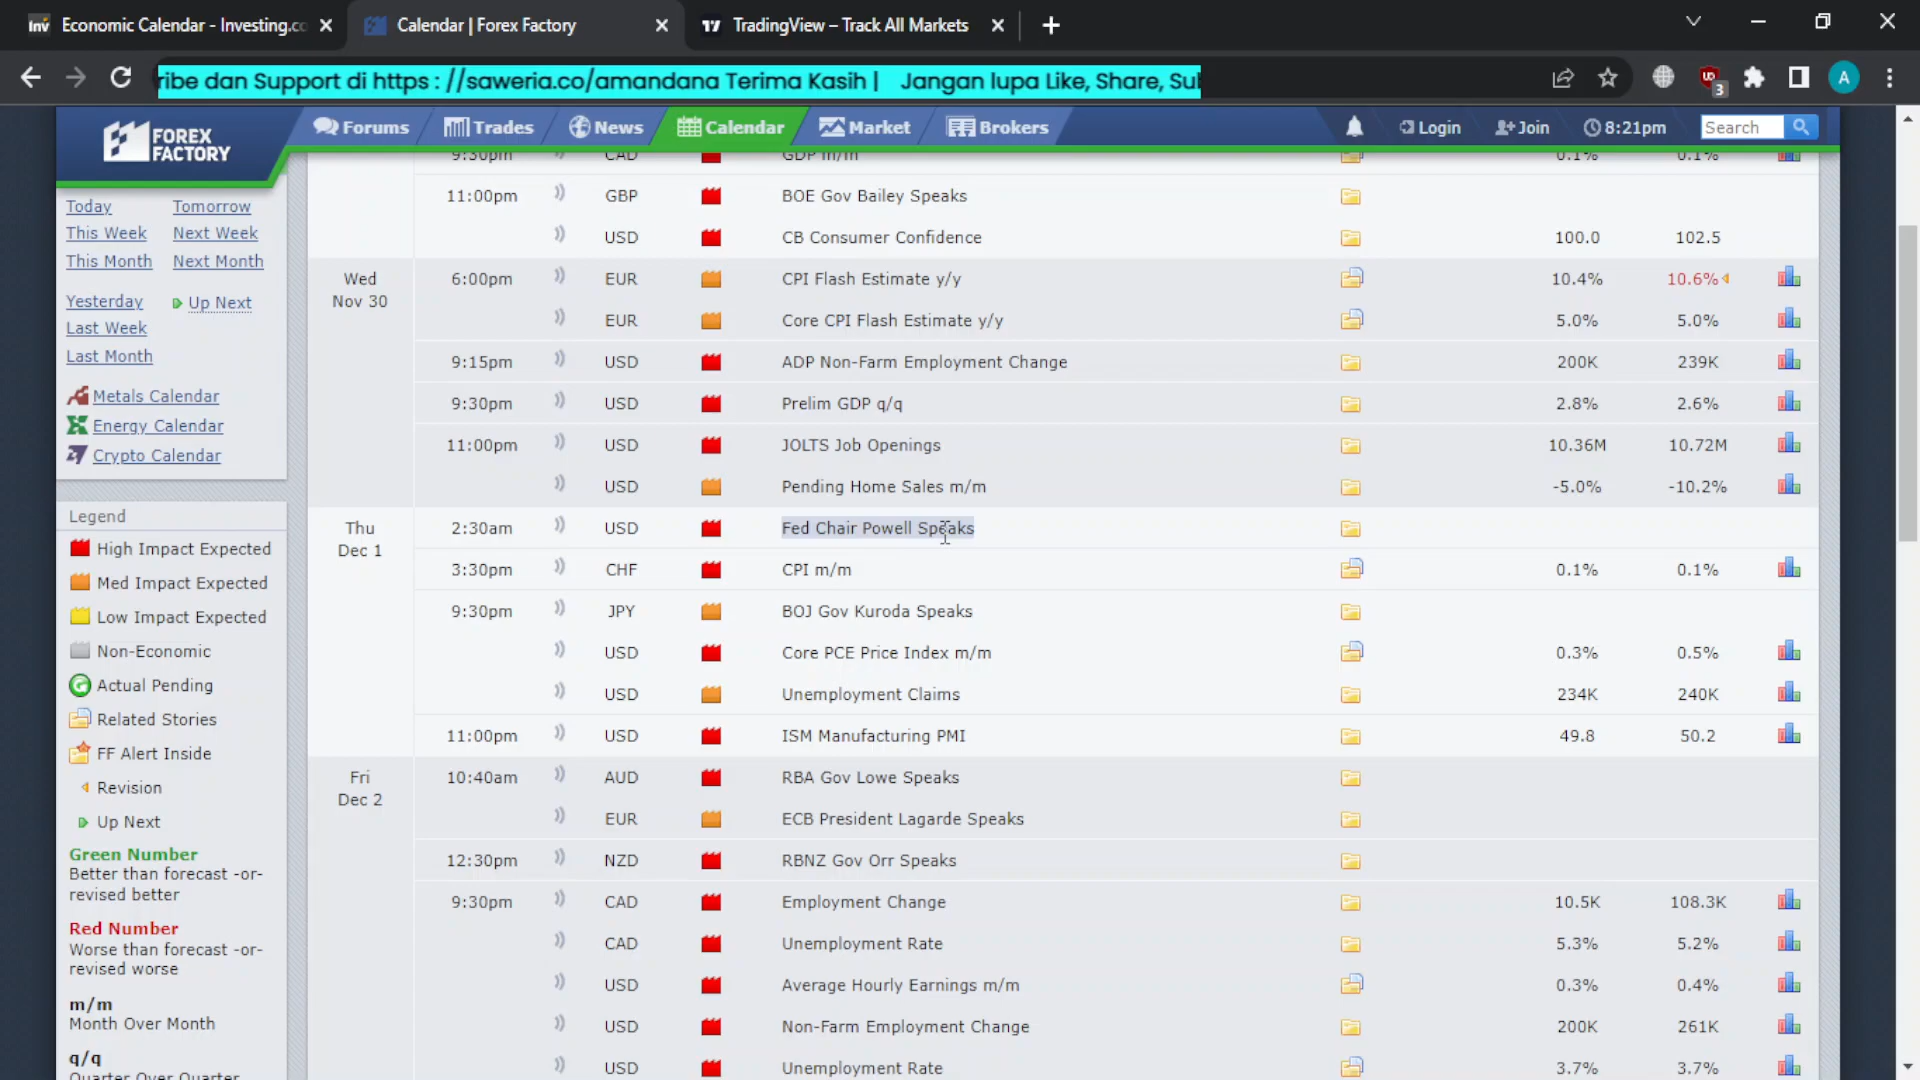 Economic Calendar - Investing.co
Calendar | Forex Factory
TradingView – Track All Markets
ribe dan Support di https : //saweria.co/amandana Terima Kasih | Jangan lupa Like, Share, Su
3
A
FOREX FACTORY
Forums
Trades
News
Calendar
Market
Brokers
Login
Join
8:21pm
Search
Today Tomorrow
This Week Next Week
This Month Next Month
Yesterday Up Next
Last Week
Last Month
Metals Calendar
Energy Calendar
Crypto Calendar
Legend
High Impact Expected
Med Impact Expected
Low Impact Expected
Non-Economic
Actual Pending
Related Stories
FF Alert Inside
Revision
Up Next
Green Number
Better than forecast -or-
revised better
Red Number
Worse than forecast -or-
revised worse
m/m
Month Over Month
q/q
Quarter Over Quarter
9:30pm CAD GDP m/m 0.1% 0.1%
11:00pm GBP BOE Gov Bailey Speaks
USD CB Consumer Confidence 100.0 102.5
Wed Nov 30 6:00pm EUR CPI Flash Estimate y/y 10.4% 10.6%
EUR Core CPI Flash Estimate y/y 5.0% 5.0%
9:15pm USD ADP Non-Farm Employment Change 200K 239K
9:30pm USD Prelim GDP q/q 2.8% 2.6%
11:00pm USD JOLTS Job Openings 10.36M 10.72M
USD Pending Home Sales m/m -5.0% -10.2%
Thu Dec 1 2:30am USD Fed Chair Powell Speaks
3:30pm CHF CPI m/m 0.1% 0.1%
9:30pm JPY BOJ Gov Kuroda Speaks
USD Core PCE Price Index m/m 0.3% 0.5%
USD Unemployment Claims 234K 240K
11:00pm USD ISM Manufacturing PMI 49.8 50.2
Fri Dec 2 10:40am AUD RBA Gov Lowe Speaks
EUR ECB President Lagarde Speaks
12:30pm NZD RBNZ Gov Orr Speaks
9:30pm CAD Employment Change 10.5K 108.3K
CAD Unemployment Rate 5.3% 5.2%
USD Average Hourly Earnings m/m 0.3% 0.4%
USD Non-Farm Employment Change 200K 261K
USD Unemployment Rate 3.7% 3.7%